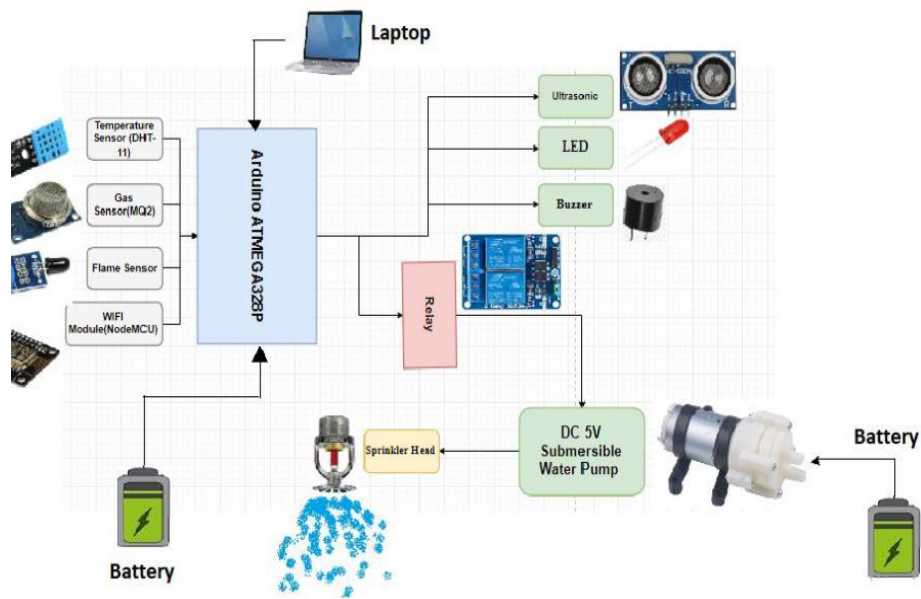 Laptop
Ultrasonic
Temperature
Sensor (DHT-
11)
LED
Arduino ATMEGA328P
Gas
Sensor(MQ2)
Buzzer
Flame Sensor
WIFI
Module(NodeMCU)
Relay
DC 5V
Submersible
Water Pump
Sprinkler Head
Battery
Battery